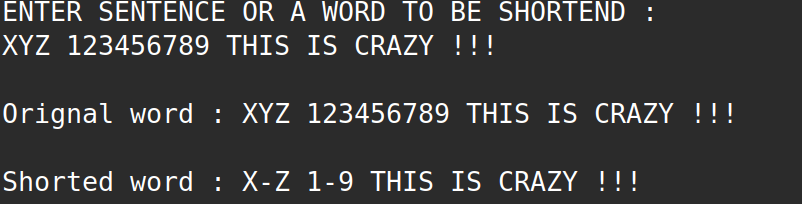 ENTER SENTENCE OR A WORD TO BE SHORTEND :
XYZ 123456789 THIS IS CRAZY !!!
Orignal word : XYZ 123456789 THIS IS CRAZY !!!
Shorted word : X-Z 1-9 THIS IS CRAZY !!!